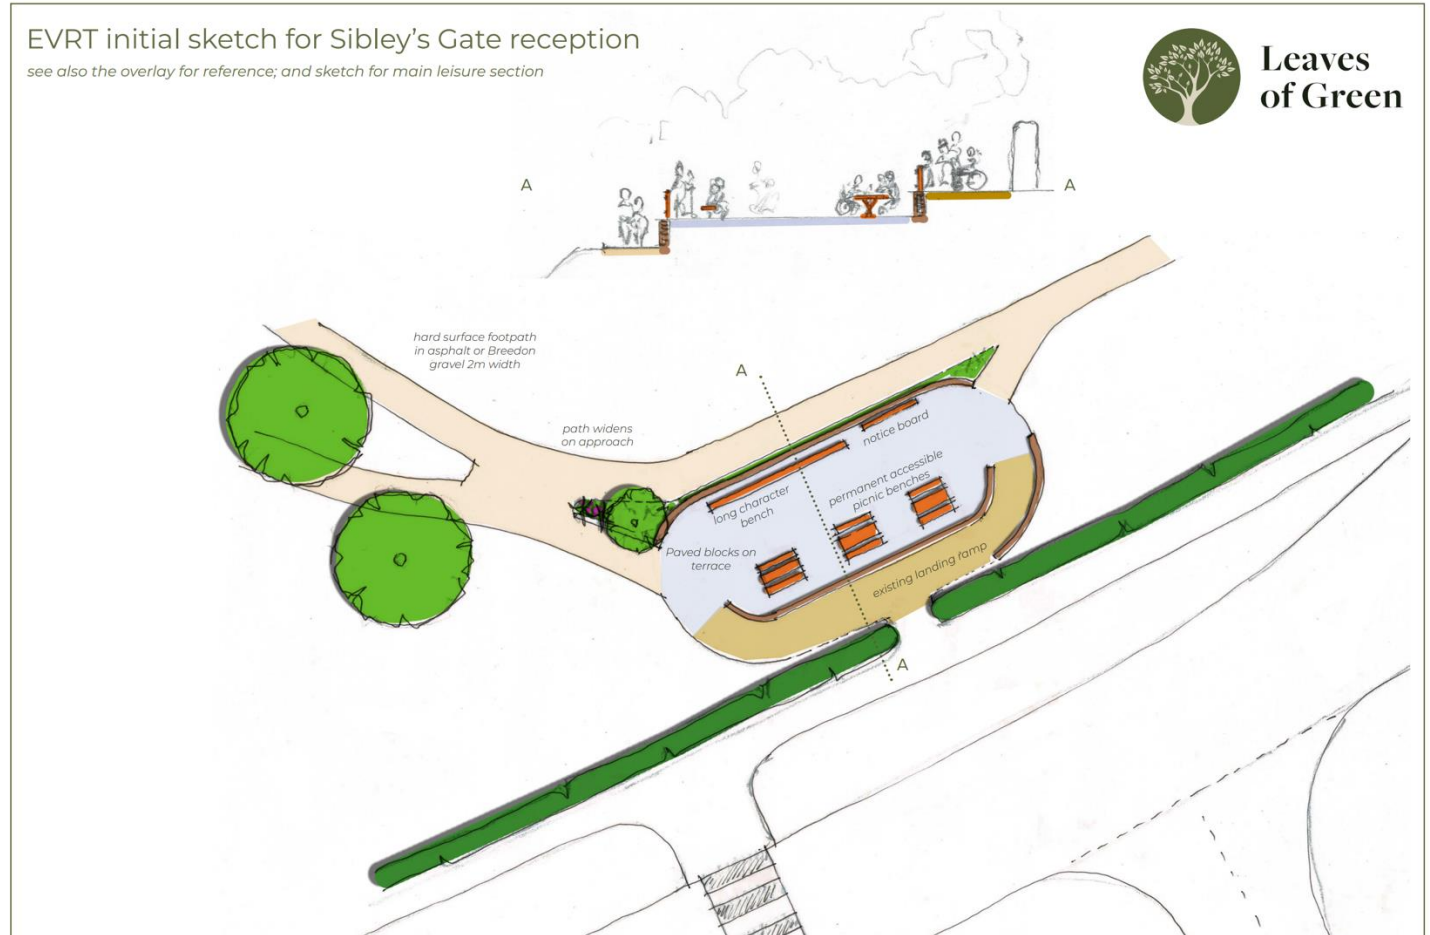 EVRT initial sketch for Sibley's Gate reception
see also the overlay for reference; and sketch for main leisure section
Leaves
of Green
A
A
hard surface footpath
in asphalt or Breedon
gravel 2m width
path widens
on approach
A
notice board
long character
bench
permanent accessible
picnic benches
Paved blocks on
terrace
existing landing ramp
A